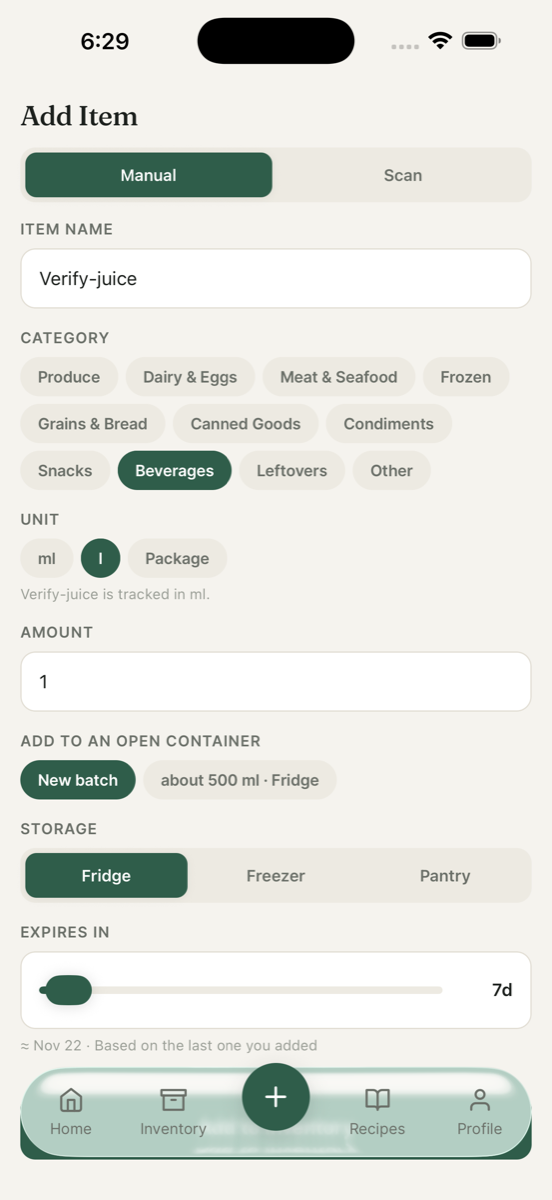 6:29
Add Item
Manual Scan
ITEM NAME
Verify-juice
CATEGORY
Produce Dairy & Eggs Meat & Seafood Frozen
Grains & Bread Canned Goods Condiments
Snacks Beverages Leftovers Other
UNIT
ml l Package
Verify-juice is tracked in ml.
AMOUNT
1
ADD TO AN OPEN CONTAINER
New batch about 500 ml · Fridge
STORAGE
Fridge Freezer Pantry
EXPIRES IN
7d
≈ Nov 22 · Based on the last one you added
Home Inventory + Recipes Profile